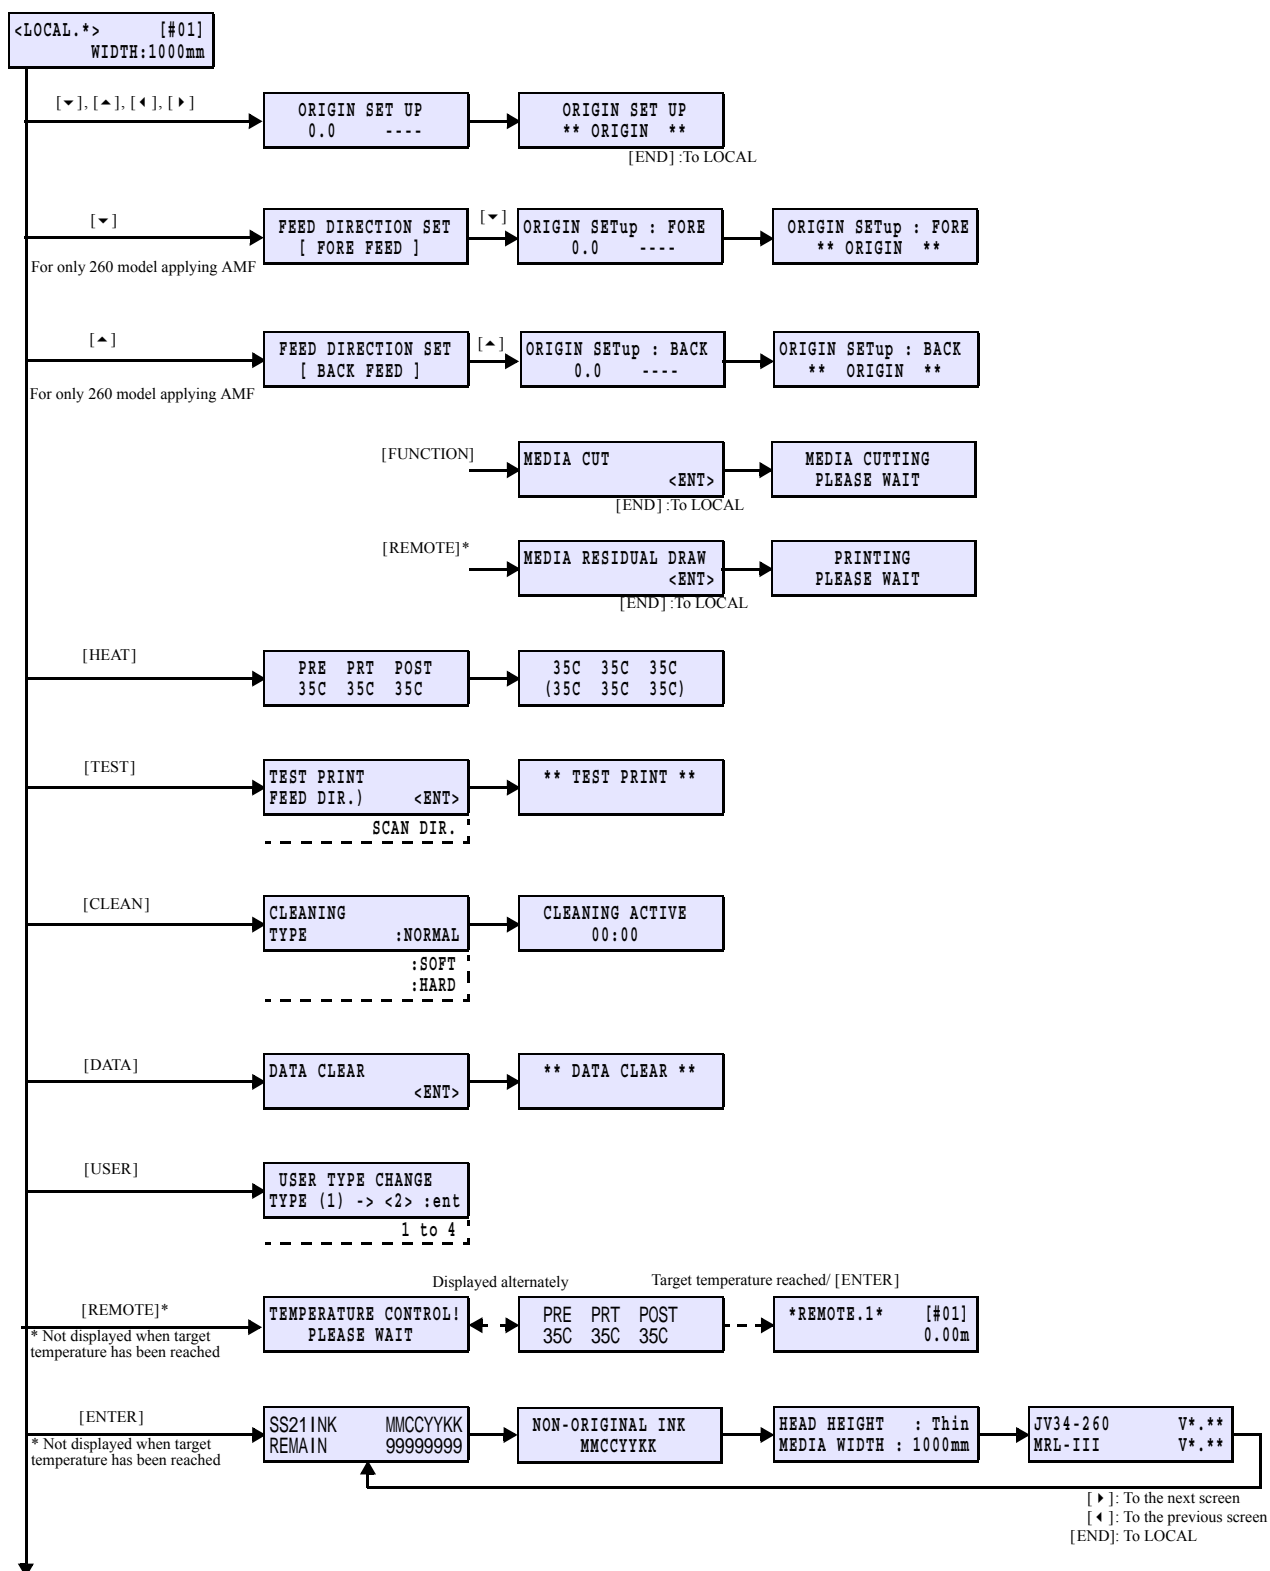 <LOCAL.*> [#01]
WIDTH:1000mm
[▼], [▲], [◀], [▶]
ORIGIN SET UP
0.0 ----
ORIGIN SET UP
** ORIGIN **
[END] :To LOCAL
[▼]
For only 260 model applying AMF
FEED DIRECTION SET
[ FORE FEED ]
[▼]
ORIGIN SETup : FORE
0.0 ----
ORIGIN SETup : FORE
** ORIGIN **
[▲]
For only 260 model applying AMF
FEED DIRECTION SET
[ BACK FEED ]
[▲]
ORIGIN SETup : BACK
0.0 ----
ORIGIN SETup : BACK
** ORIGIN **
[FUNCTION]
MEDIA CUT
<ENT>
[END] :To LOCAL
MEDIA CUTTING
PLEASE WAIT
[REMOTE]*
MEDIA RESIDUAL DRAW
<ENT>
[END] :To LOCAL
PRINTING
PLEASE WAIT
[HEAT]
PRE PRT POST
35C 35C 35C
35C 35C 35C
(35C 35C 35C)
[TEST]
TEST PRINT
FEED DIR.) <ENT>
SCAN DIR.
** TEST PRINT **
[CLEAN]
CLEANING
TYPE :NORMAL
:SOFT
:HARD
CLEANING ACTIVE
00:00
[DATA]
DATA CLEAR
<ENT>
** DATA CLEAR **
[USER]
USER TYPE CHANGE
TYPE (1) -> <2> :ent
1 to 4
Displayed alternately
Target temperature reached/ [ENTER]
[REMOTE]*
* Not displayed when target
temperature has been reached
TEMPERATURE CONTROL!
PLEASE WAIT
PRE PRT POST
35C 35C 35C
*REMOTE.1* [#01]
0.00m
[ENTER]
* Not displayed when target
temperature has been reached
SS21INK MMCCYYKK
REMAIN 99999999
NON-ORIGINAL INK
MMCCYYKK
HEAD HEIGHT : Thin
MEDIA WIDTH : 1000mm
JV34-260 V*.**
MRL-III V*.**
[▶]: To the next screen
[◀]: To the previous screen
[END]: To LOCAL